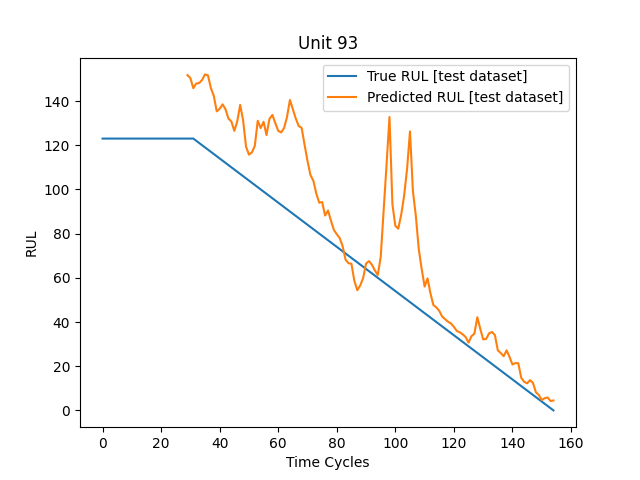 Unit 93
True RUL [test dataset]
Predicted RUL [test dataset]
RUL
140
120
100
80
60
40
20
0
0 20 40 60 80 100 120 140 160
Time Cycles